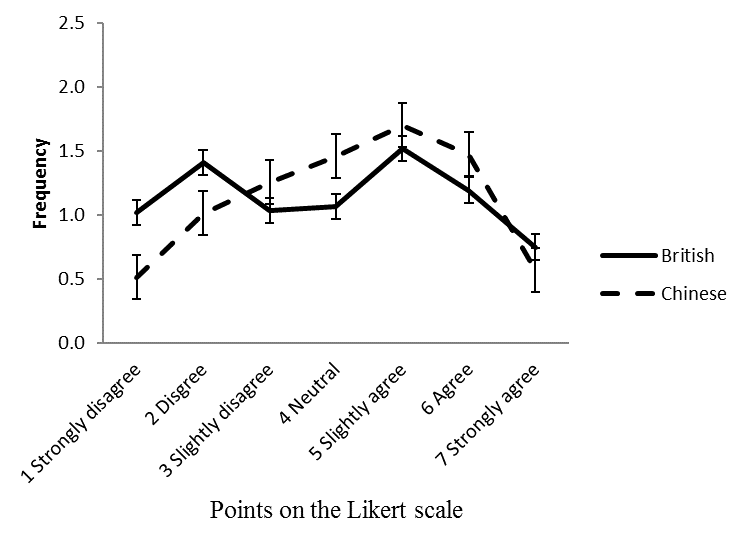 2.5
2.0
1.5
1.0
0.5
0.0
Frequency
1 Strongly disagree
2 Disgree
3 Slightly disagree
4 Neutral
5 Slightly agree
6 Agree
7 Strongly agree
Points on the Likert scale
British
Chinese